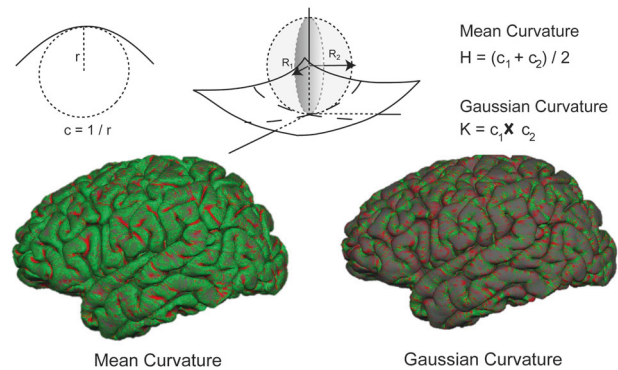 r
c = 1 / r
R₁
R₂
Mean Curvature
H = (c₁ + c₂) / 2
Gaussian Curvature
K = c₁ x c₂
Mean Curvature
Gaussian Curvature